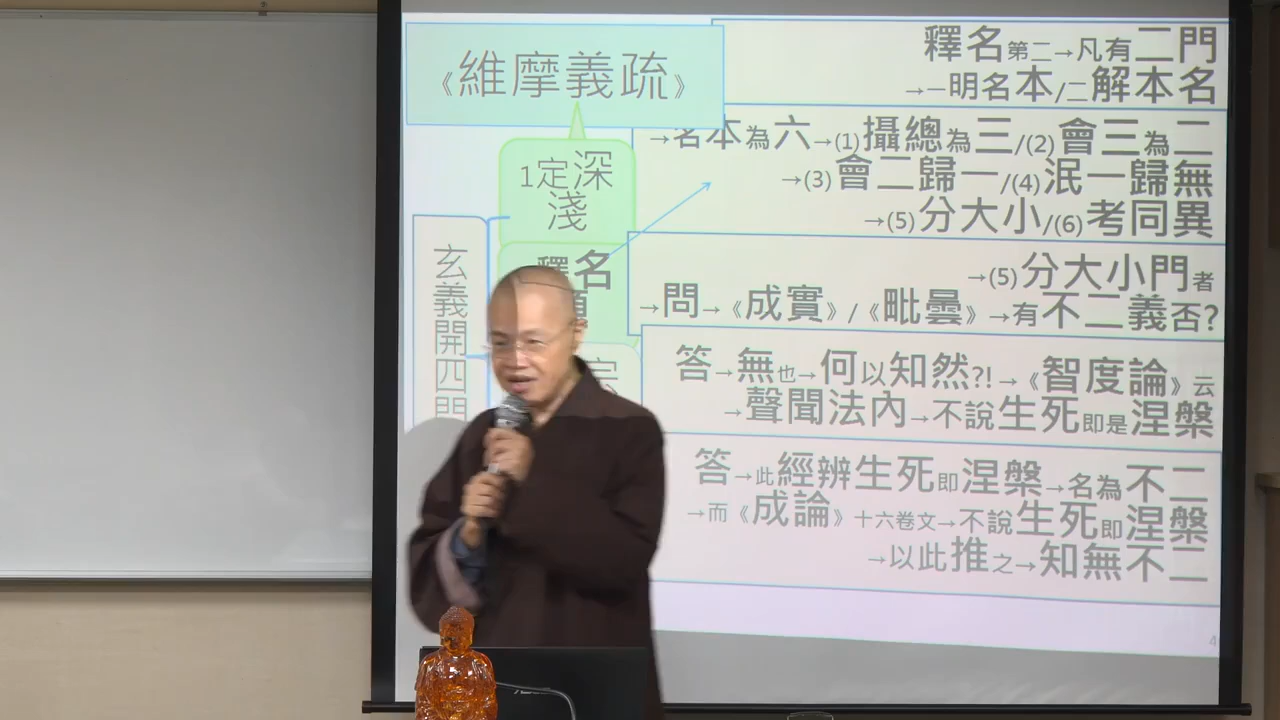 《維摩義疏》
1定深
淺
釋名
玄義開四門
釋名第二→凡有二門
→一明名本/二解本名
→名本為六→(1)攝總為三/(2)會三為二
→(3)會二歸一/(4)泯一歸無
→(5)分大小/(6)考同異
→(5)分大小門者
→問→《成實》/《毗曇》→有不二義否?
答→無也→何以知然?!→《智度論》云
→聲聞法內→不說生死即是涅槃
答→此經辨生死即涅槃→名為不二
→而《成論》十六卷文→不說生死即涅槃
→以此推之→知無不二